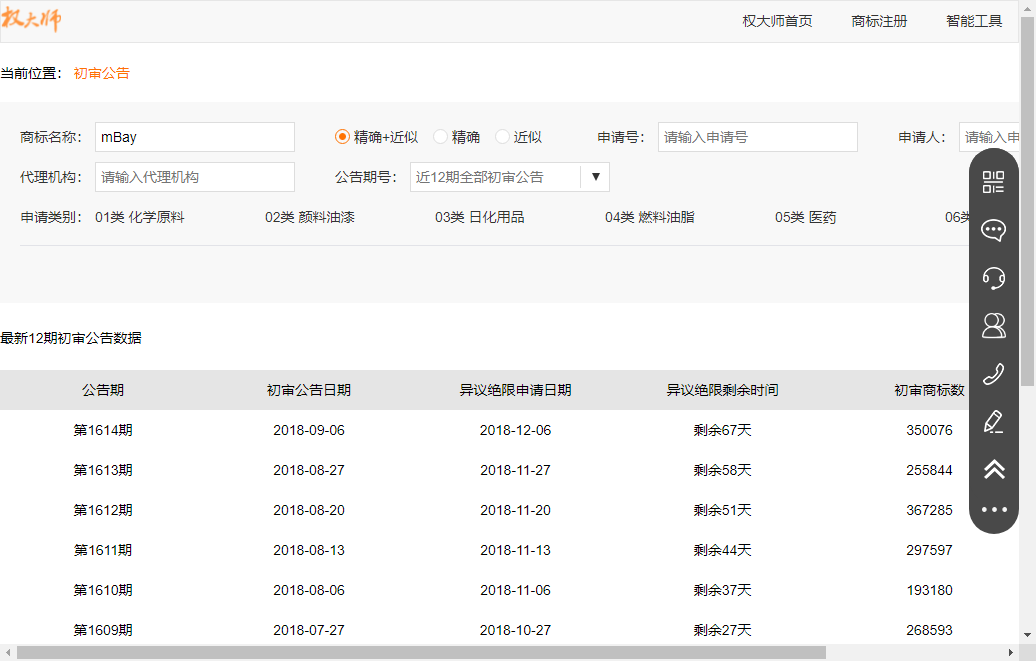 权大师 权大师首页 商标注册 智能工具
当前位置： 初审公告
商标名称： mBay 精确+近似 精确 近似 申请号： 请输入申请号 申请人： 请输入申
代理机构： 请输入代理机构 公告期号： 近12期全部初审公告 ▼
申请类别： 01类 化学原料 02类 颜料油漆 03类 日化用品 04类 燃料油脂 05类 医药 06类
最新12期初审公告数据
公告期 初审公告日期 异议绝限申请日期 异议绝限剩余时间 初审商标数
第1614期 2018-09-06 2018-12-06 剩余67天 350076
第1613期 2018-08-27 2018-11-27 剩余58天 255844
第1612期 2018-08-20 2018-11-20 剩余51天 367285
第1611期 2018-08-13 2018-11-13 剩余44天 297597
第1610期 2018-08-06 2018-11-06 剩余37天 193180
第1609期 2018-07-27 2018-10-27 剩余27天 268593